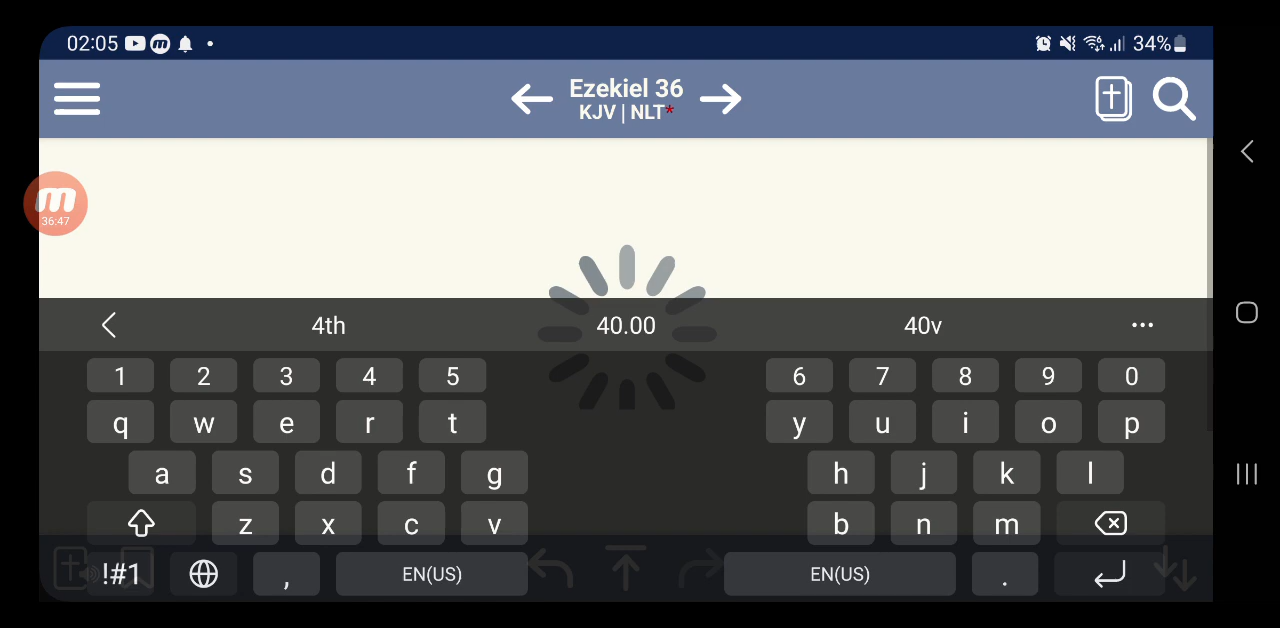 02:05 m 34%
Ezekiel 36
KJV | NLT*
m
36:47
4th 40.00 40v ...
1 2 3 4 5 6 7 8 9 0
q w e r t y u i o p
a s d f g h j k l
z x c v b n m
!#1 , EN(US) EN(US) .